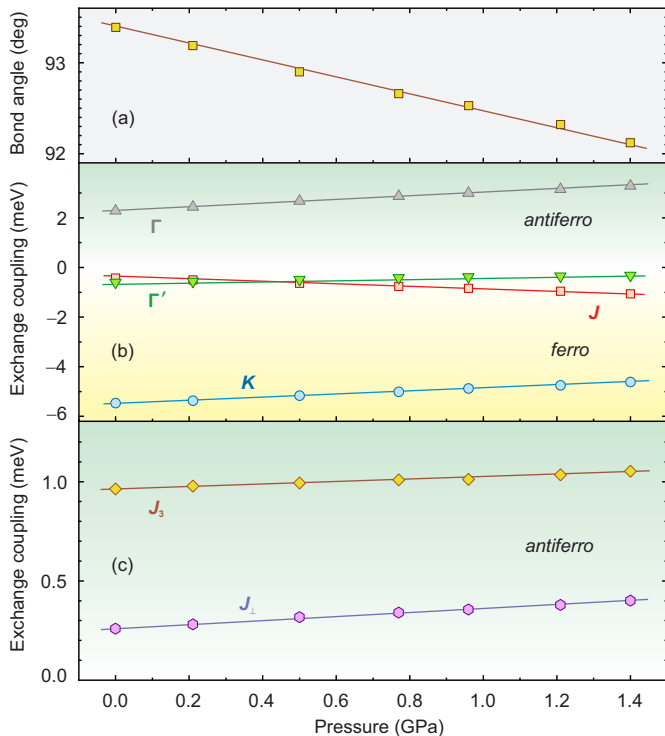 Bond angle (deg)
93
92
(a)
Exchange coupling (meV)
2
0
−2
−4
−6
Γ
antiferro
Γ′
J
(b)
ferro
K
Exchange coupling (meV)
1.0
0.5
0.0
J₃
antiferro
(c)
J⊥
0.0 0.2 0.4 0.6 0.8 1.0 1.2 1.4
Pressure (GPa)